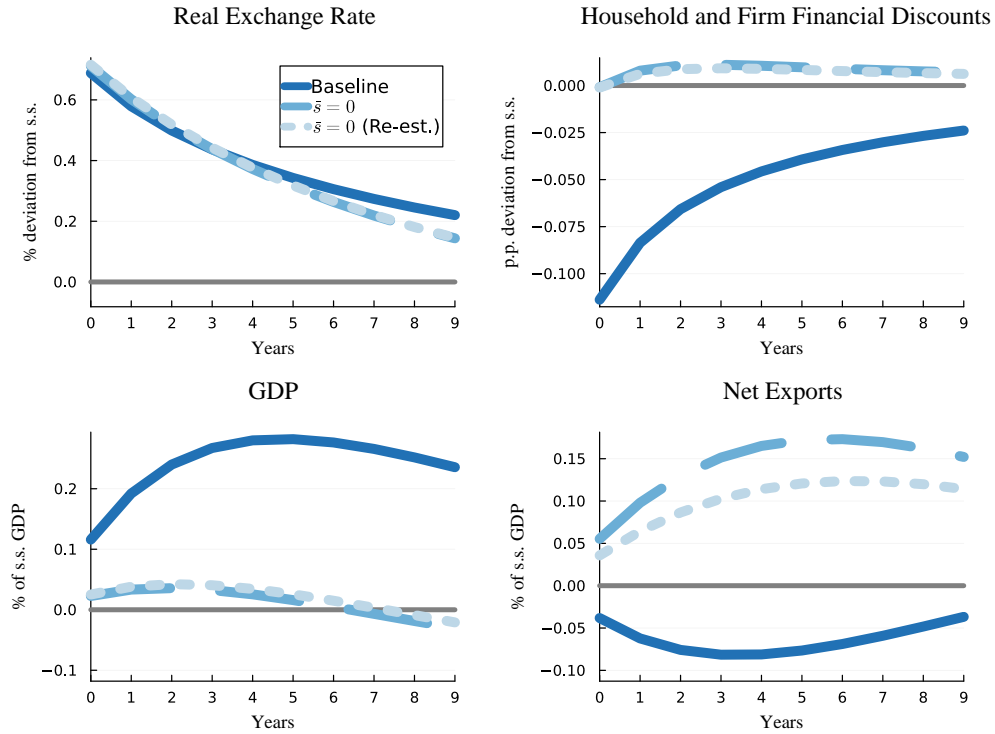 Real Exchange Rate
% deviation from s.s.
0.6
0.4
0.2
0.0
Baseline
s̄ = 0
s̄ = 0 (Re-est.)
0 1 2 3 4 5 6 7 8 9
Years
Household and Firm Financial Discounts
p.p. deviation from s.s.
0.000
−0.025
−0.050
−0.075
−0.100
0 1 2 3 4 5 6 7 8 9
Years
GDP
% of s.s. GDP
0.2
0.1
0.0
−0.1
0 1 2 3 4 5 6 7 8 9
Years
Net Exports
% of s.s. GDP
0.15
0.10
0.05
0.00
−0.05
−0.10
0 1 2 3 4 5 6 7 8 9
Years